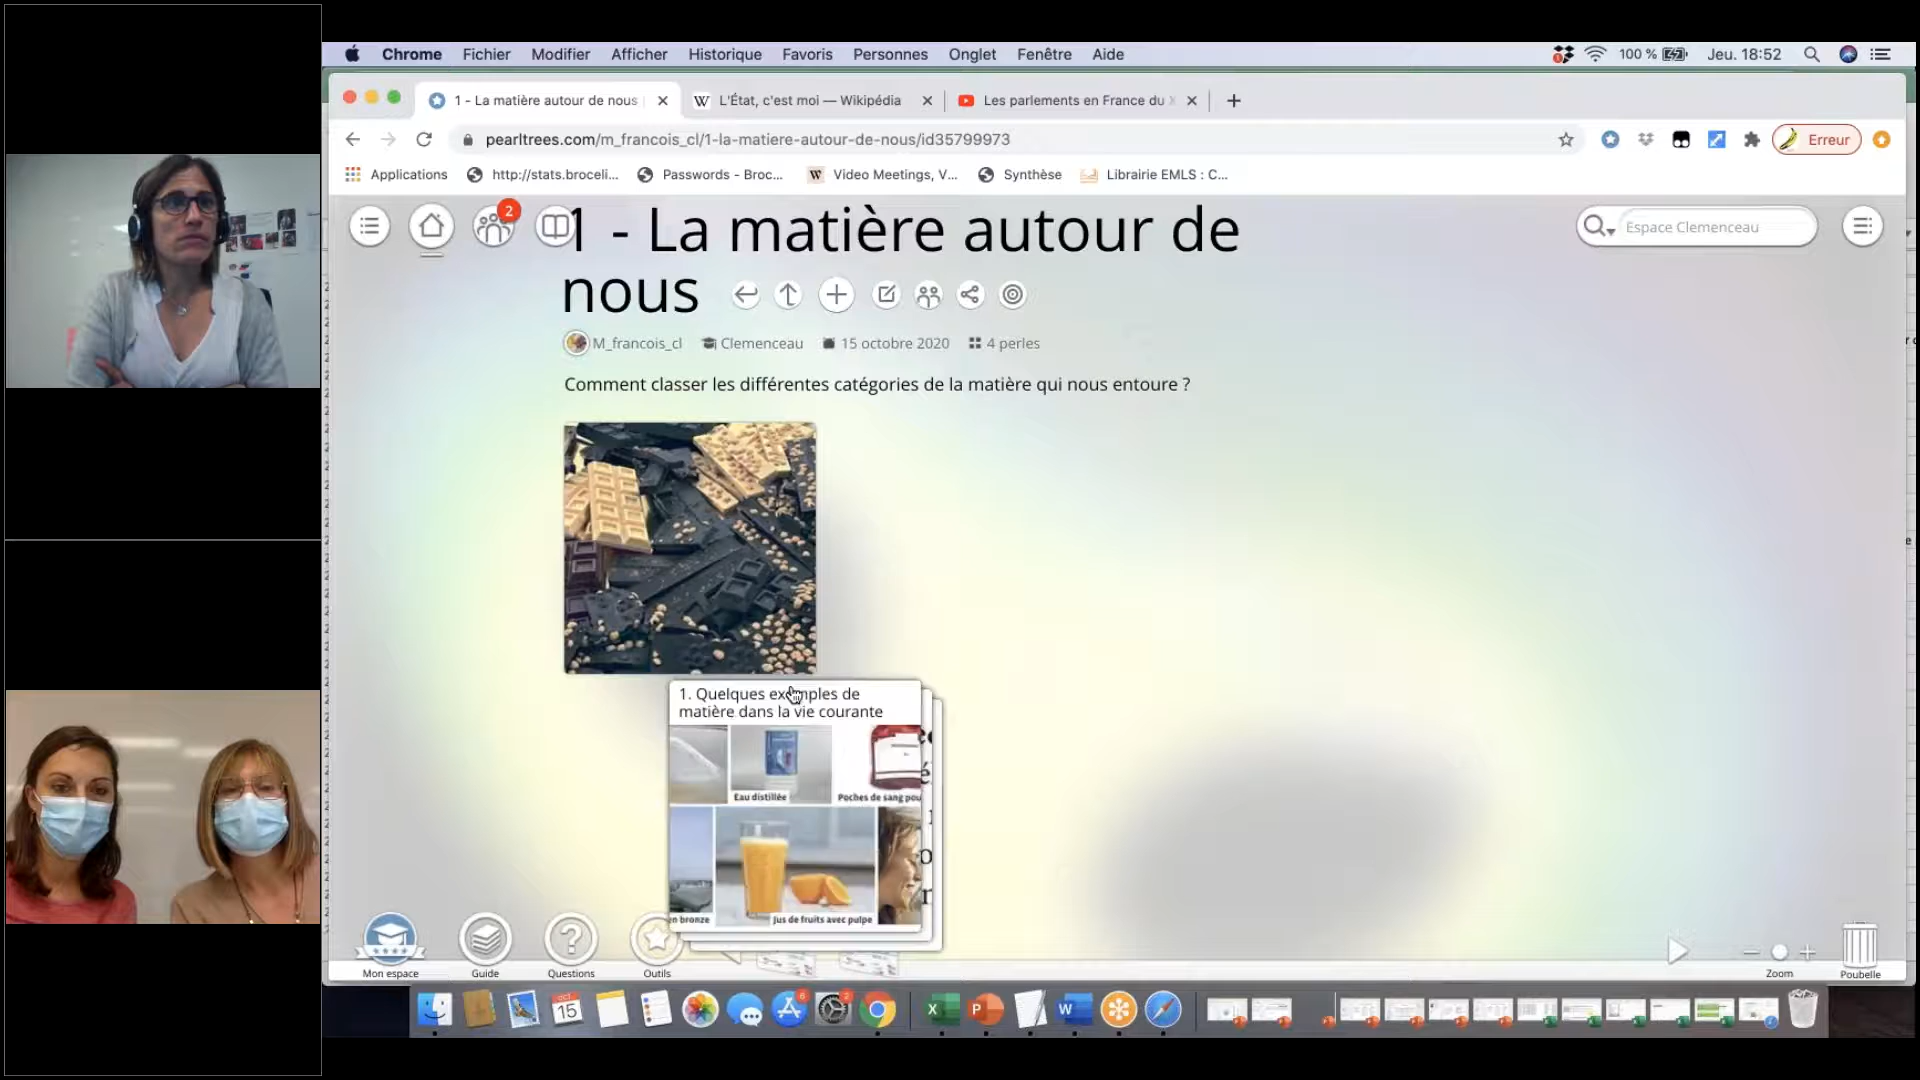 Chrome Fichier Modifier Afficher Historique Favoris Personnes Onglet Fenêtre Aide 100 % Jeu. 18:52
1 - La matière autour de nous L'État, c'est moi — Wikipédia Les parlements en France du
pearltrees.com/m_francois_cl/1-la-matiere-autour-de-nous/id35799973 Erreur
Applications http://stats.broceli... Passwords - Broc... Video Meetings, V... Synthèse Librairie EMLS : C...
2
1 - La matière autour de
nous
Espace Clemenceau
M_francois_cl Clemenceau 15 octobre 2020 4 perles
Comment classer les différentes catégories de la matière qui nous entoure ?
1. Quelques exemples de
matière dans la vie courante
Eau distillée Poches de sang pou
en bronze Jus de fruits avec pulpe
Mon espace Guide Questions Outils Zoom Poubelle
OCT 15